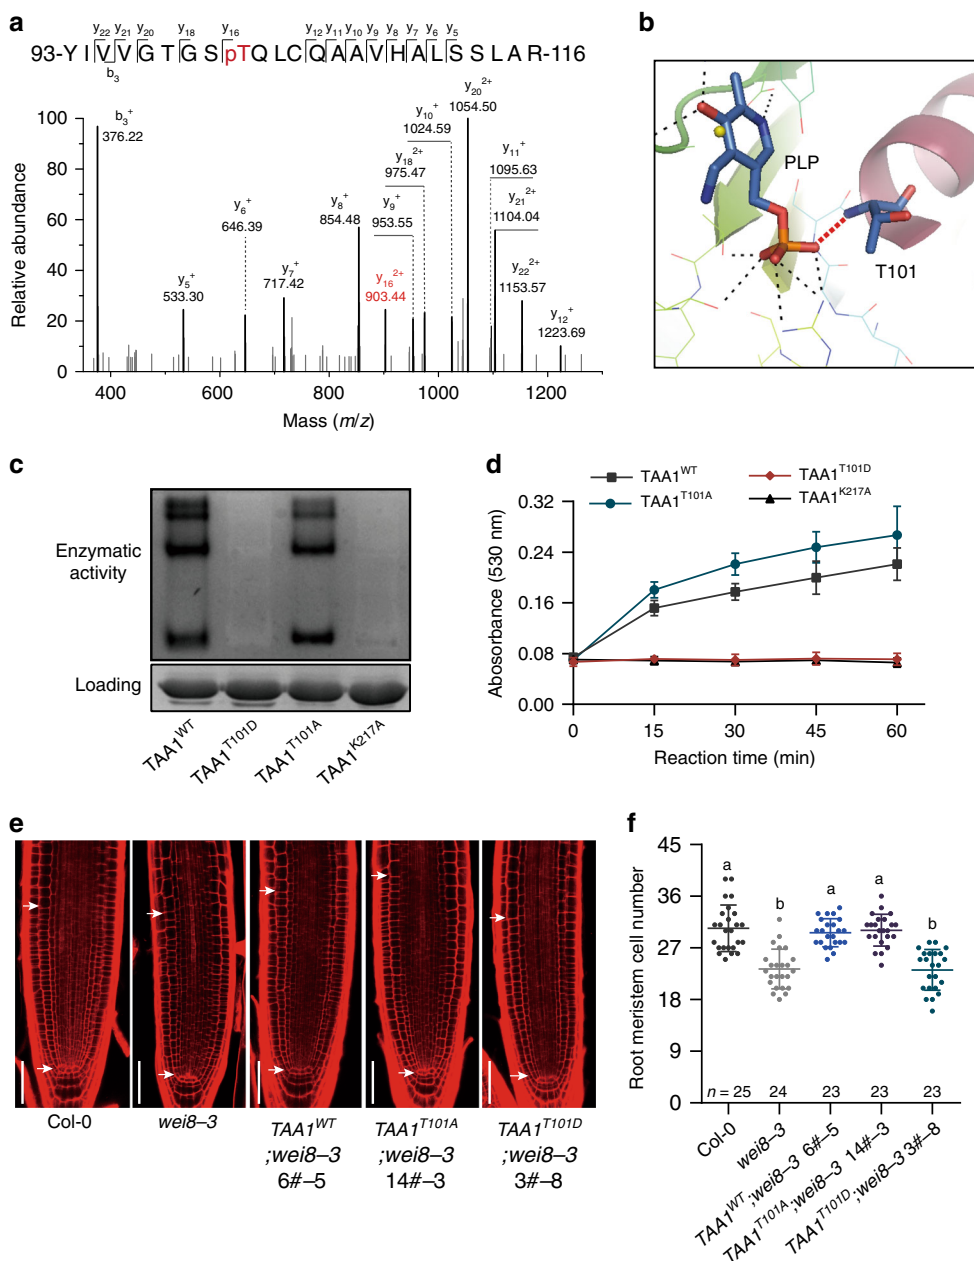 a
y22 y21 y20 y18 y16 y12 y11 y10 y9 y8 y7 y6 y5
93-YIVVGTGSpTQLCQAAVHALSSLAR-116
b3
Relative abundance
100
80
60
40
20
0
b3+
376.22
y5+
533.30
y6+
646.39
y7+
717.42
y8+
854.48
y16 2+
903.44
y9+
953.55
y18 2+
975.47
y10+
1024.59
y20 2+
1054.50
y11+
1095.63
y21 2+
1104.04
y22 2+
1153.57
y12+
1223.69
400 600 800 1000 1200
Mass (m/z)
b
PLP
T101
c
Enzymatic
activity
Loading
TAA1WT
TAA1T101D
TAA1T101A
TAA1K217A
d
TAA1WT
TAA1T101A
TAA1T101D
TAA1K217A
Abosorbance (530 nm)
0.32
0.24
0.16
0.08
0.00
0 15 30 45 60
Reaction time (min)
e
Col-0
wei8–3
TAA1WT
;wei8–3
6#–5
TAA1T101A
;wei8–3
14#–3
TAA1T101D
;wei8–3
3#–8
f
Root meristem cell number
45
36
27
18
9
0
a b a a b
n = 25 24 23 23 23
Col-0
wei8–3
TAA1WT;wei8–3 6#–5
TAA1T101A;wei8–3 14#–3
TAA1T101D;wei8–3 3#–8